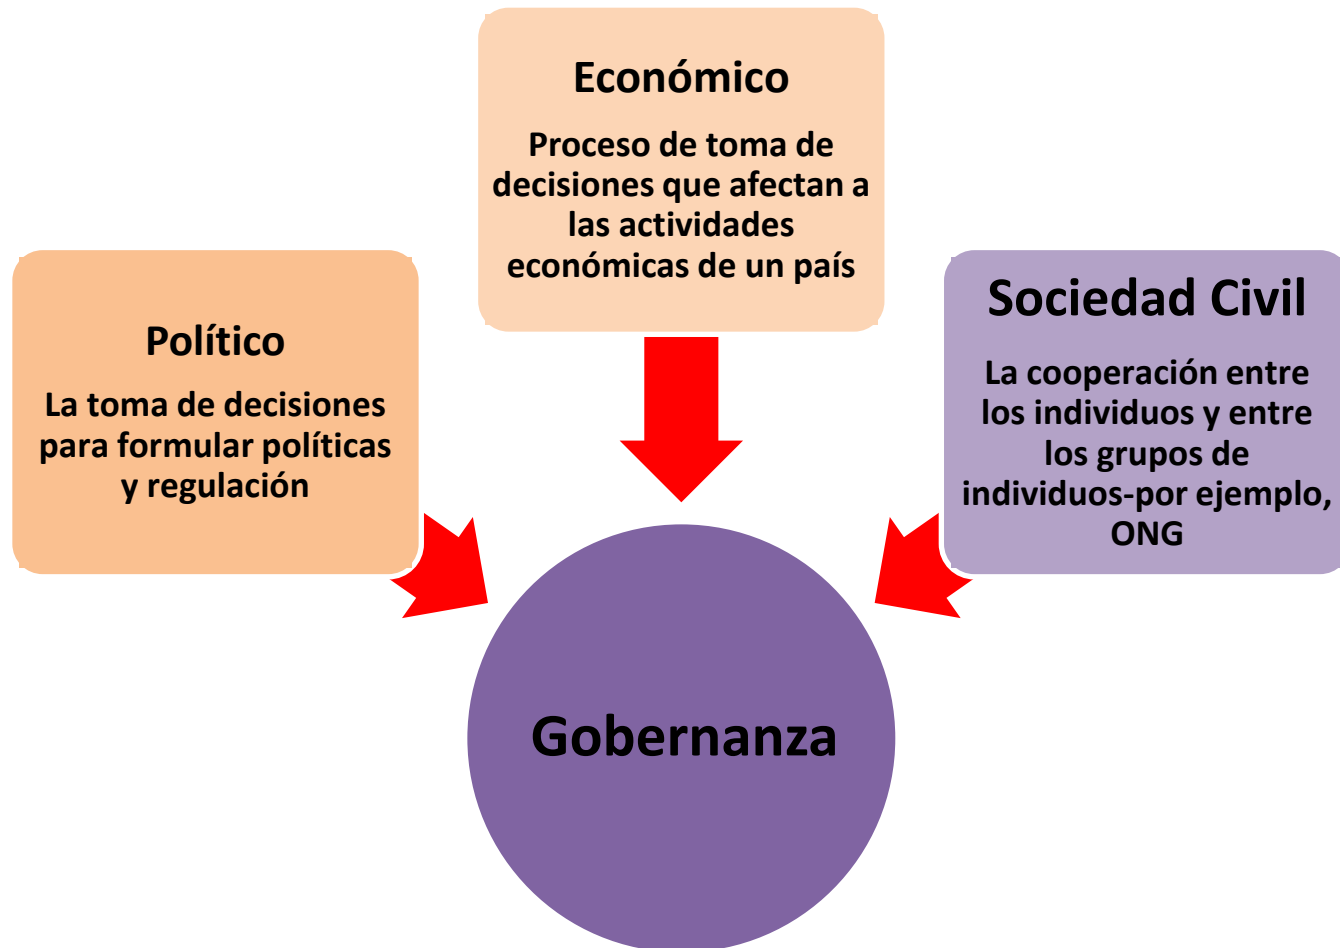 Económico
Proceso de toma de
decisiones que afectan a
las actividades
económicas de un país
Político
La toma de decisiones
para formular políticas
y regulación
Sociedad Civil
La cooperación entre
los individuos y entre
los grupos de
individuos-por ejemplo,
ONG
Gobernanza